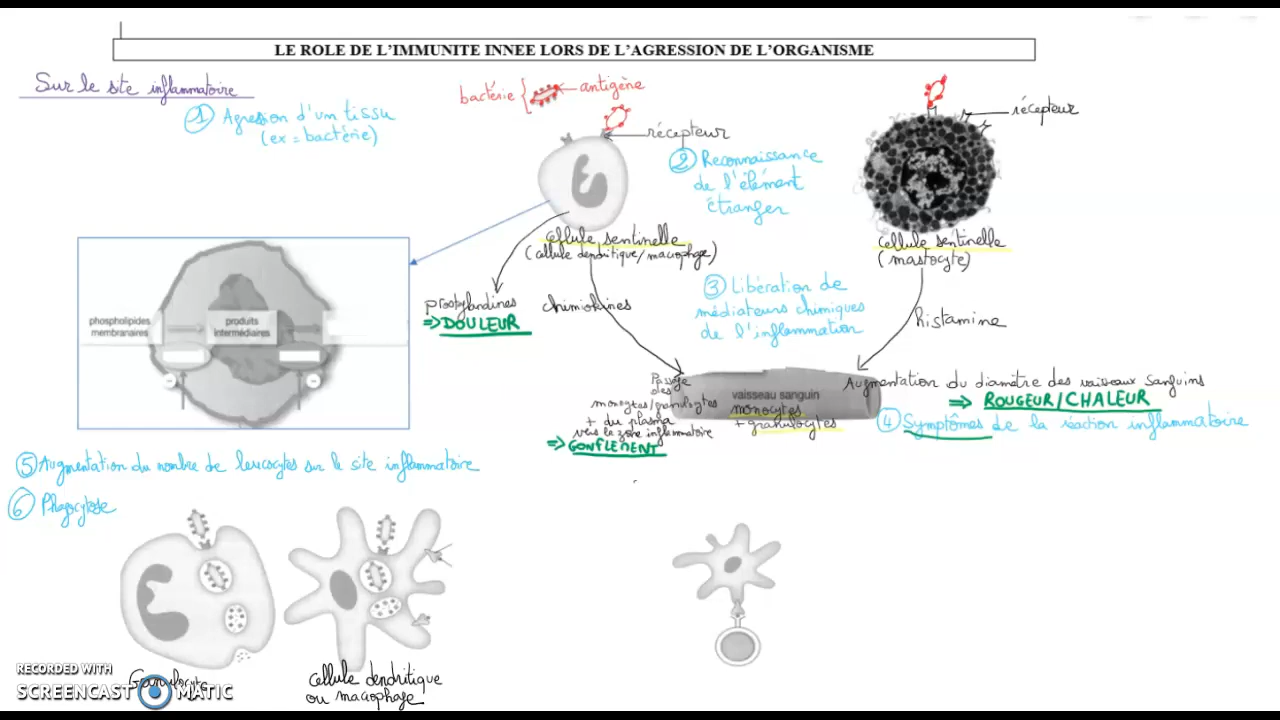 LE ROLE DE L'IMMUNITE INNEE LORS DE L'AGRESSION DE L'ORGANISME
Sur le site inflammatoire
① Agression d'un tissu
(ex = bactérie)
bactérie
antigène
récepteur
récepteur
② Reconnaissance
de l'élément
étranger
cellule sentinelle
(cellule dendritique/macrophage)
cellule sentinelle
(mastocyte)
phospholipides
membranaires
produits
intermédiaires
prostglandines
⇒ DOULEUR
chimiokines
③ Libération de
médiateurs chimiques
de l'inflammation
histamine
Passage
des
monocytes/granulocytes
+ du plasma
vers la zone inflammatoire
⇒ GONFLEMENT
vaisseau sanguin
monocytes
+ granulocytes
Augmentation du diamètre des vaisseaux sanguins
⇒ ROUGEUR/CHALEUR
④ Symptômes de la réaction inflammatoire
⑤ Augmentation du nombre de leucocytes sur le site inflammatoire
⑥ Phagocytose
Granulocyte
cellule dendritique
ou macrophage
RECORDED WITH
SCREENCAST MATIC